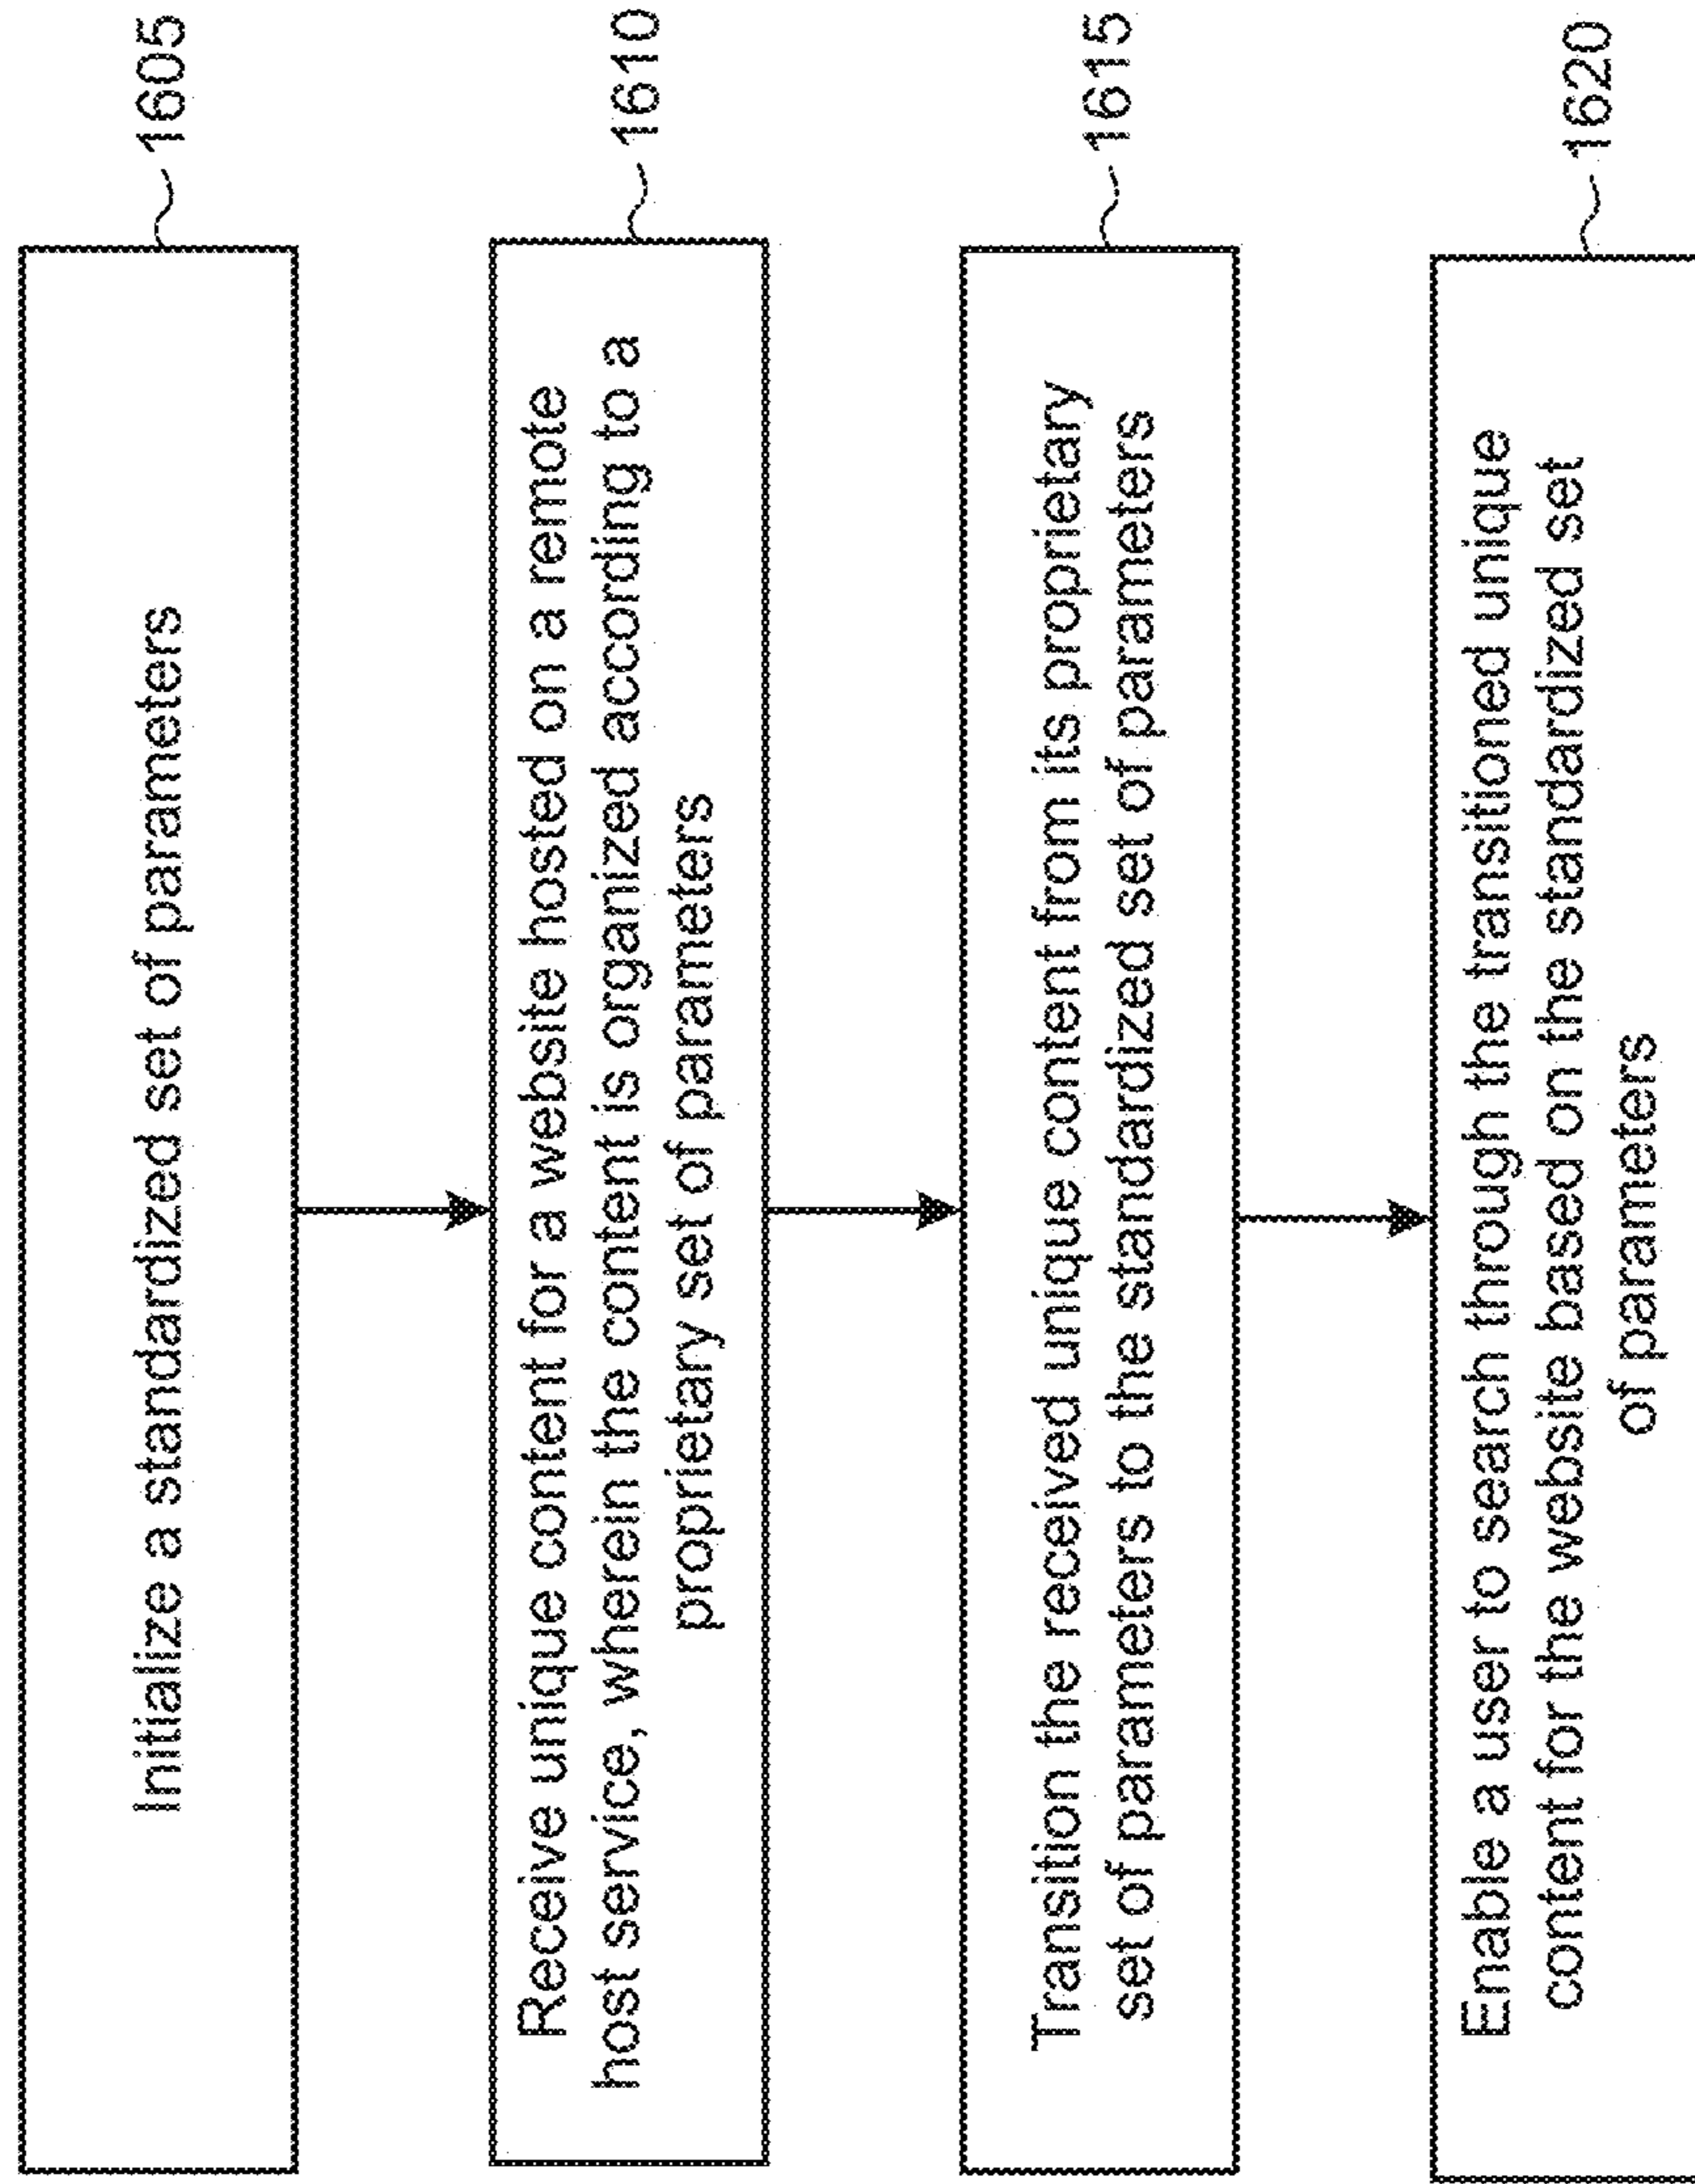 Initialize a standardized set of parameters
1605
Receive unique content for a website hosted on a remote
host service, wherein the content is organized according to a
proprietary set of parameters
1610
Transition the received unique content from its proprietary
set of parameters to the standardized set of parameters
1615
Enable a user to search through the transitioned unique
content for the website based on the standardized set
of parameters
1620